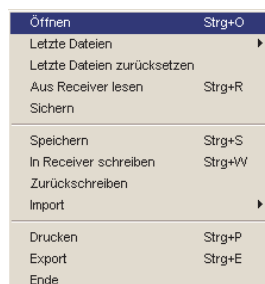 Öffnen Strg+O
Letzte Dateien
Letzte Dateien zurücksetzen
Aus Receiver lesen Strg+R
Sichern
Speichern Strg+S
In Receiver schreiben Strg+W
Zurückschreiben
Import
Drucken Strg+P
Export Strg+E
Ende